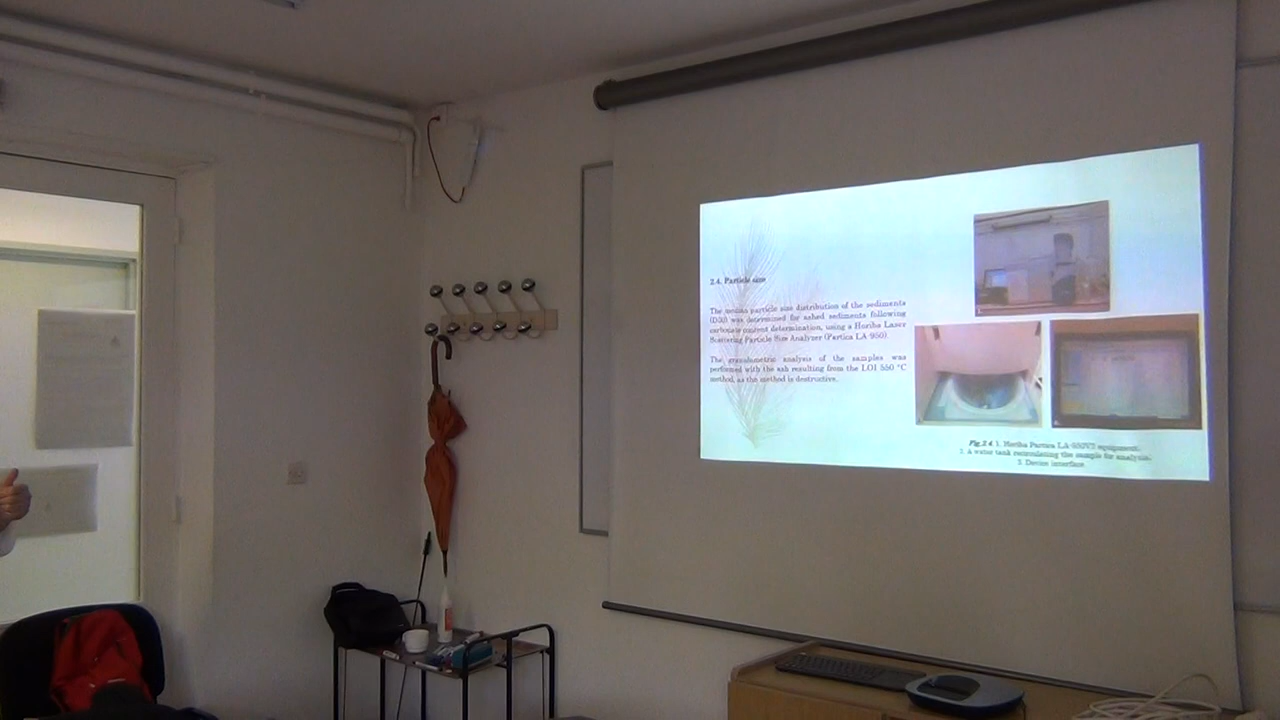 2.4. Particle size
The median particle size distribution of the sediments
(D50) was determined for ashed sediments following
carbonate content determination, using a Horiba Laser
Scattering Particle Size Analyzer (Partica LA-950)
The granulometric analysis of the samples was
performed with the ash resulting from the LOI 550 °C
method, as the method is destructive.
Fig.2.4. 1. Horiba Partica LA-950V2 equipment.
2. A water tank recirculating the sample for analysis.
3. Device interface